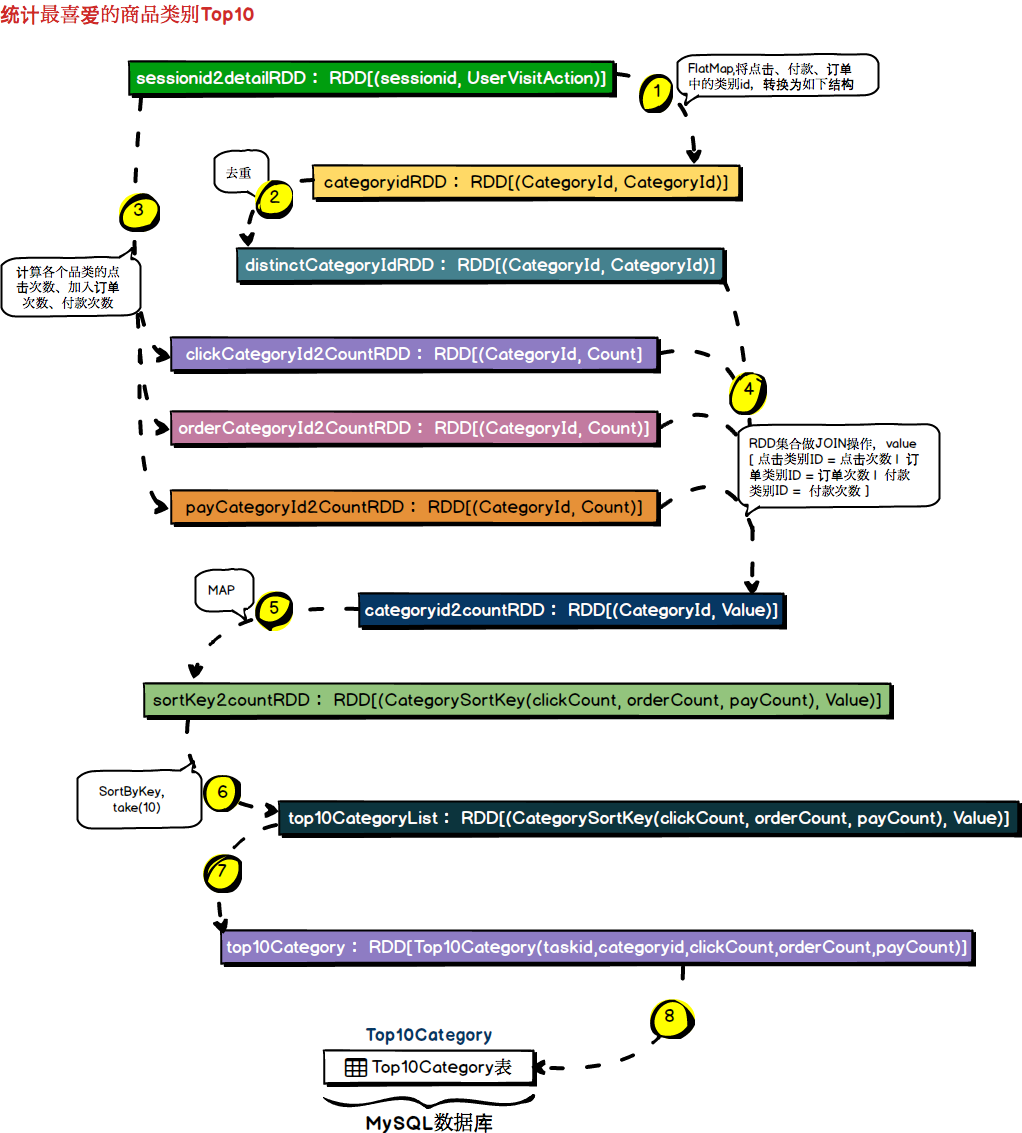 统计最喜爱的商品类别Top10
sessionid2detailRDD： RDD[(sessionid, UserVisitAction)]
1
FlatMap,将点击、付款、订单
中的类别id，转换为如下结构
去重
2
categoryidRDD： RDD[(CategoryId, CategoryId)]
3
distinctCategoryIdRDD： RDD[(CategoryId, CategoryId)]
计算各个品类的点
击次数、加入订单
次数、付款次数
clickCategoryId2CountRDD： RDD[(CategoryId, Count]
4
orderCategoryId2CountRDD： RDD[(CategoryId, Count)]
RDD集合做JOIN操作，value
[ 点击类别ID = 点击次数 | 订
单类别ID = 订单次数 | 付款
类别ID = 付款次数 ]
payCategoryId2CountRDD： RDD[(CategoryId, Count)]
MAP
5
categoryid2countRDD： RDD[(CategoryId, Value)]
sortKey2countRDD： RDD[(CategorySortKey(clickCount, orderCount, payCount), Value)]
SortByKey,
take(10)
6
top10CategoryList： RDD[(CategorySortKey(clickCount, orderCount, payCount), Value)]
7
top10Category： RDD[Top10Category(taskid,categoryid,clickCount,orderCount,payCount)]
8
Top10Category
Top10Category表
MySQL数据库